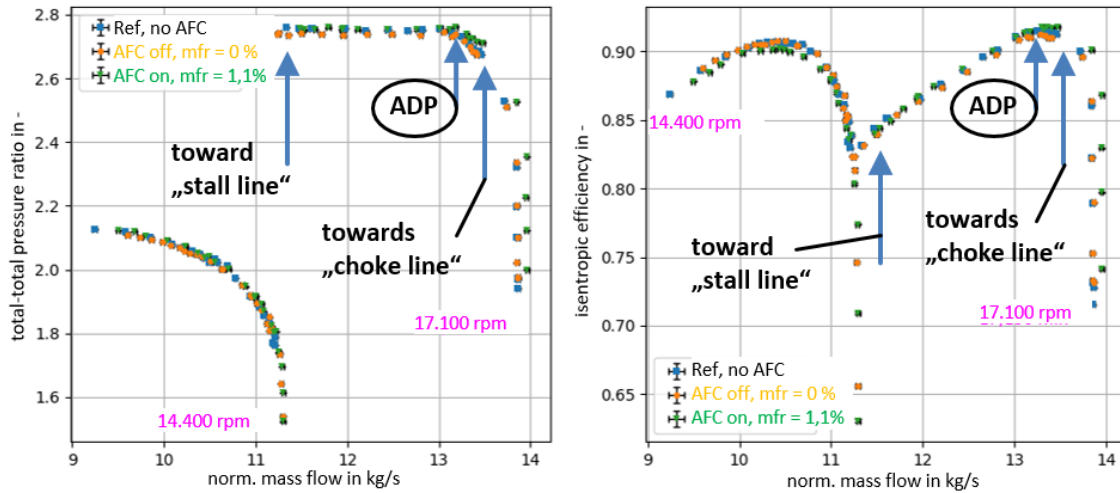 total-total pressure ratio in -
2.8
2.6
2.4
2.2
2.0
1.8
1.6
Ref, no AFC
AFC off, mfr = 0 %
AFC on, mfr = 1,1%
ADP
toward
„stall line“
towards
„choke line“
17.100 rpm
14.400 rpm
9
10
11
12
13
14
norm. mass flow in kg/s
isentropic efficiency in -
0.90
0.85
0.80
0.75
0.70
0.65
14.400 rpm
ADP
toward
„stall line“
towards
„choke line“
17.100 rpm
Ref, no AFC
AFC off, mfr = 0 %
AFC on, mfr = 1,1%
9
10
11
12
13
14
norm. mass flow in kg/s